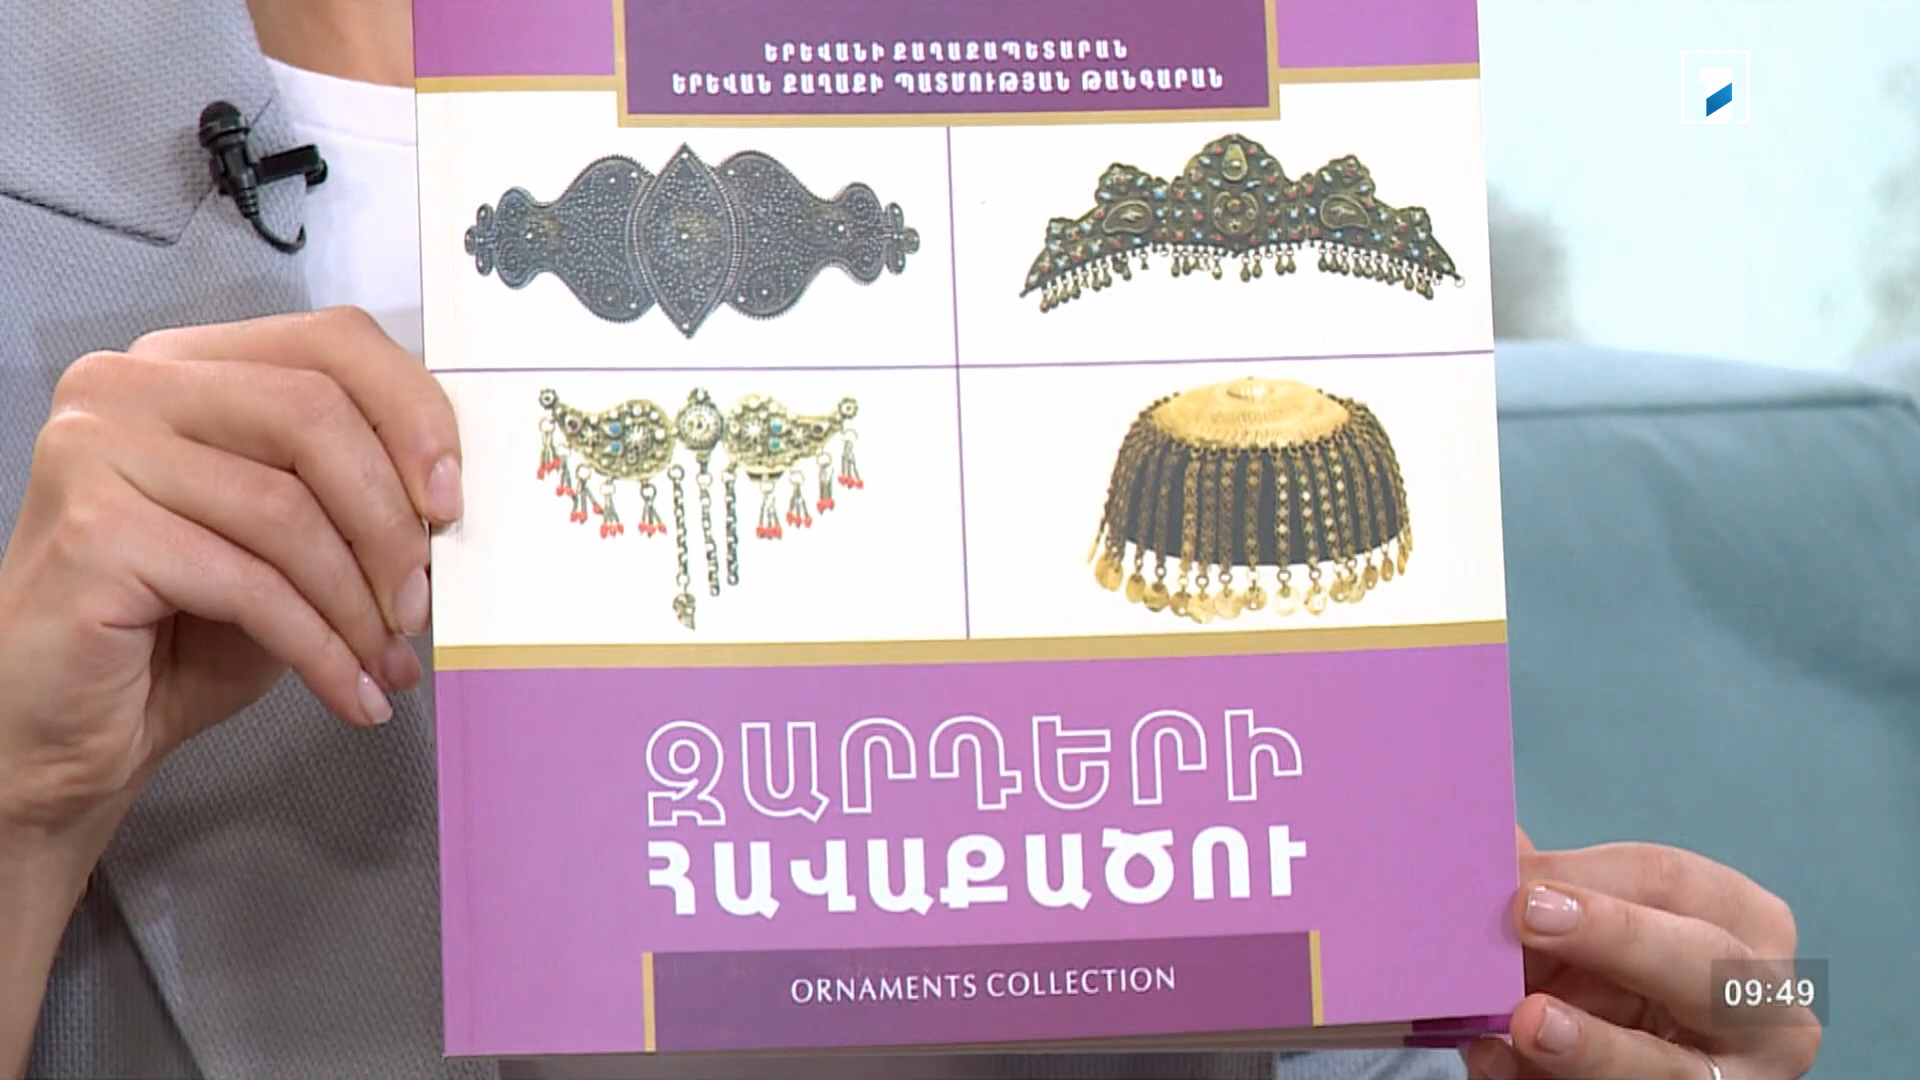 ԵՐԵՎԱՆԻ ՔԱՂԱՔԱՊԵՏԱՐԱՆ
ԵՐԵՎԱՆ ՔԱՂԱՔԻ ՊԱՏՄՈՒԹՅԱՆ ԹԱՆԳԱՐԱՆ
ԶԱՐԴԵՐԻ
ՀԱՎԱՔԱԾՈՒ
ORNAMENTS COLLECTION
09:49